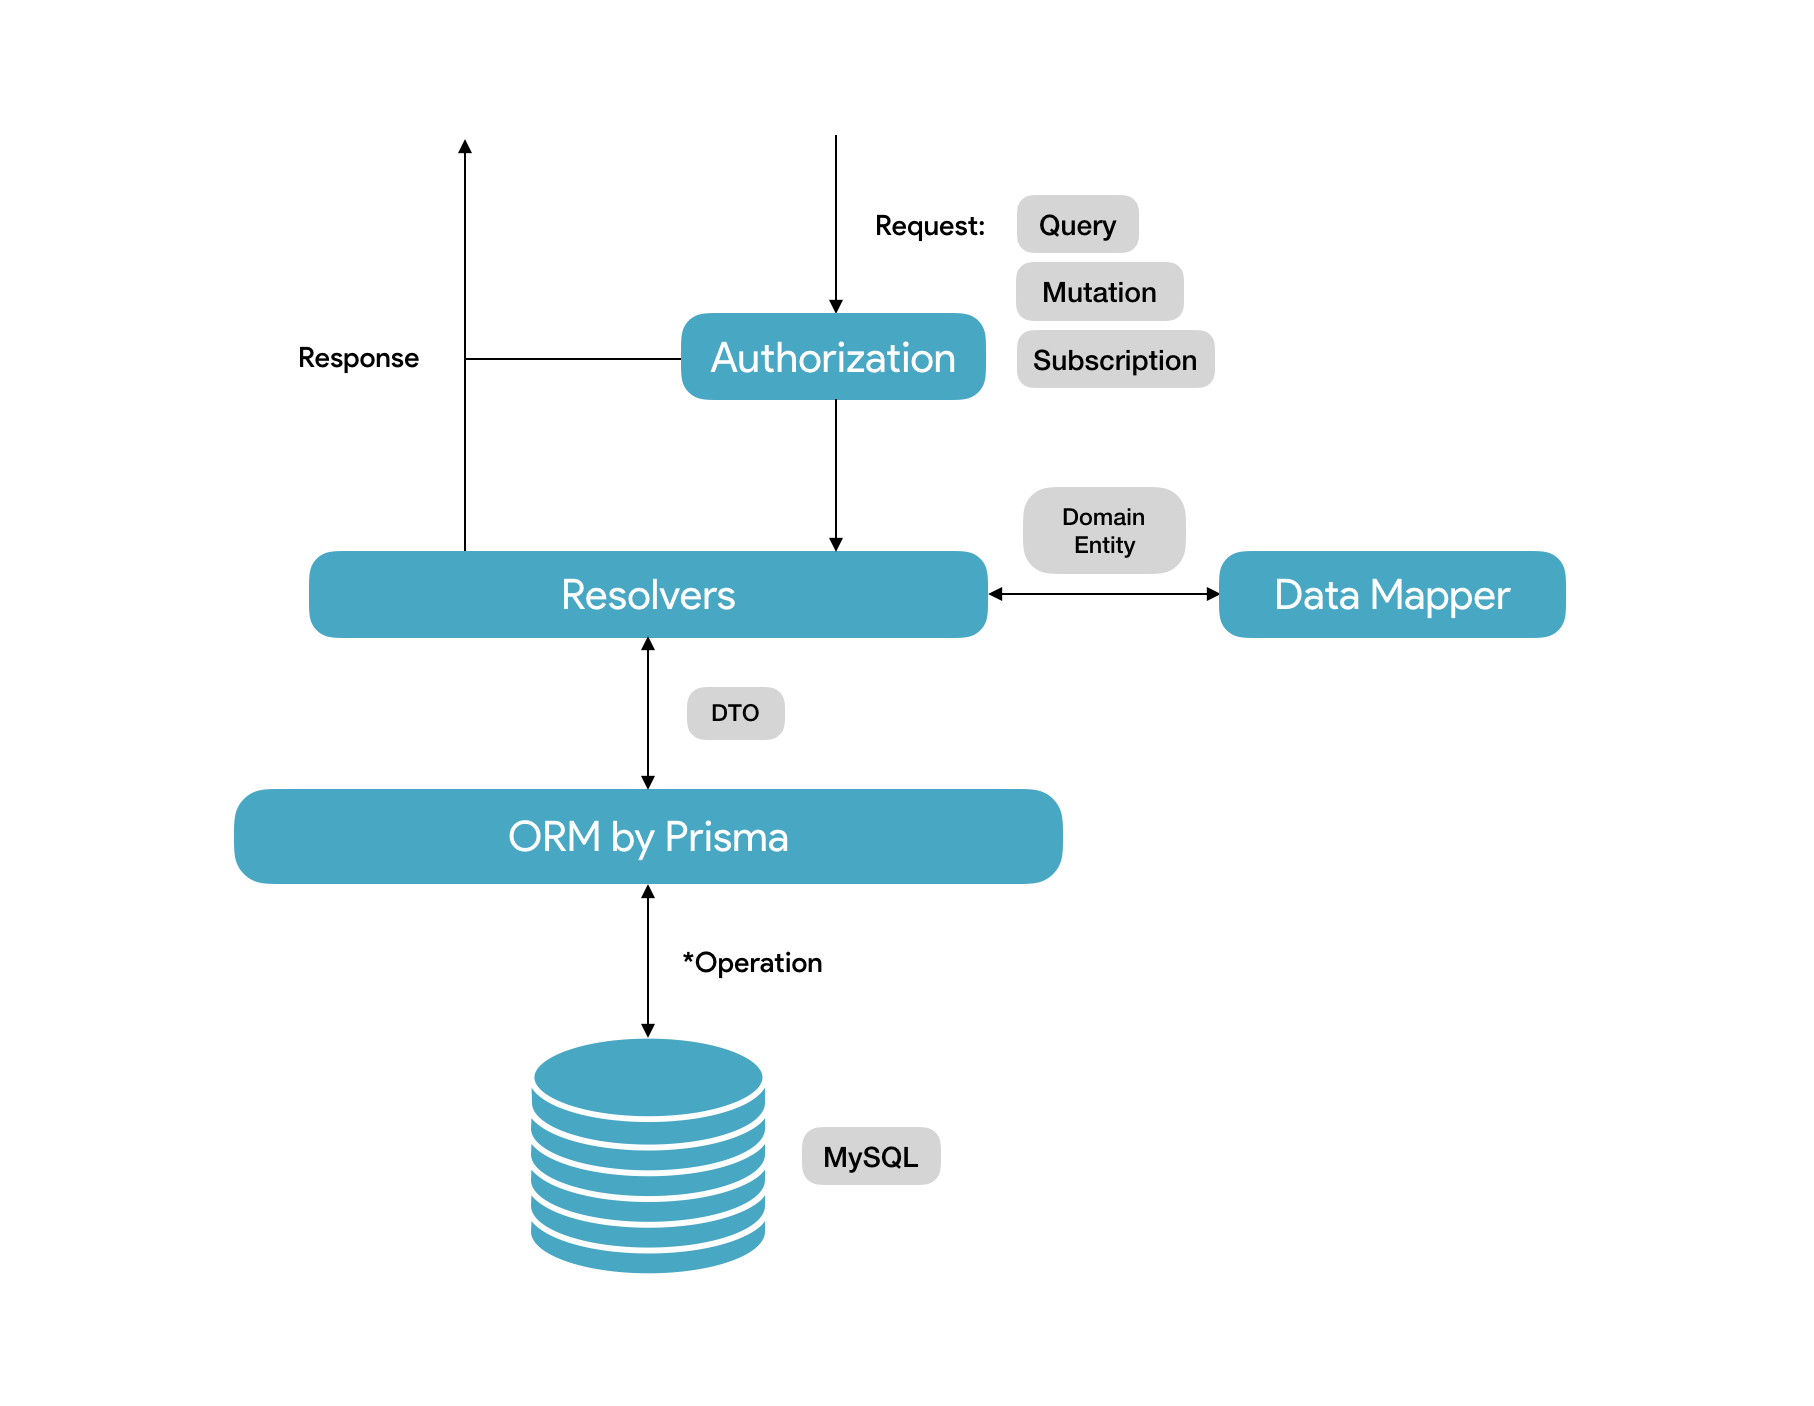 Request:
Query
Mutation
Response
Authorization
Subscription
Domain
Entity
Resolvers
Data Mapper
DTO
ORM by Prisma
*Operation
MySQL